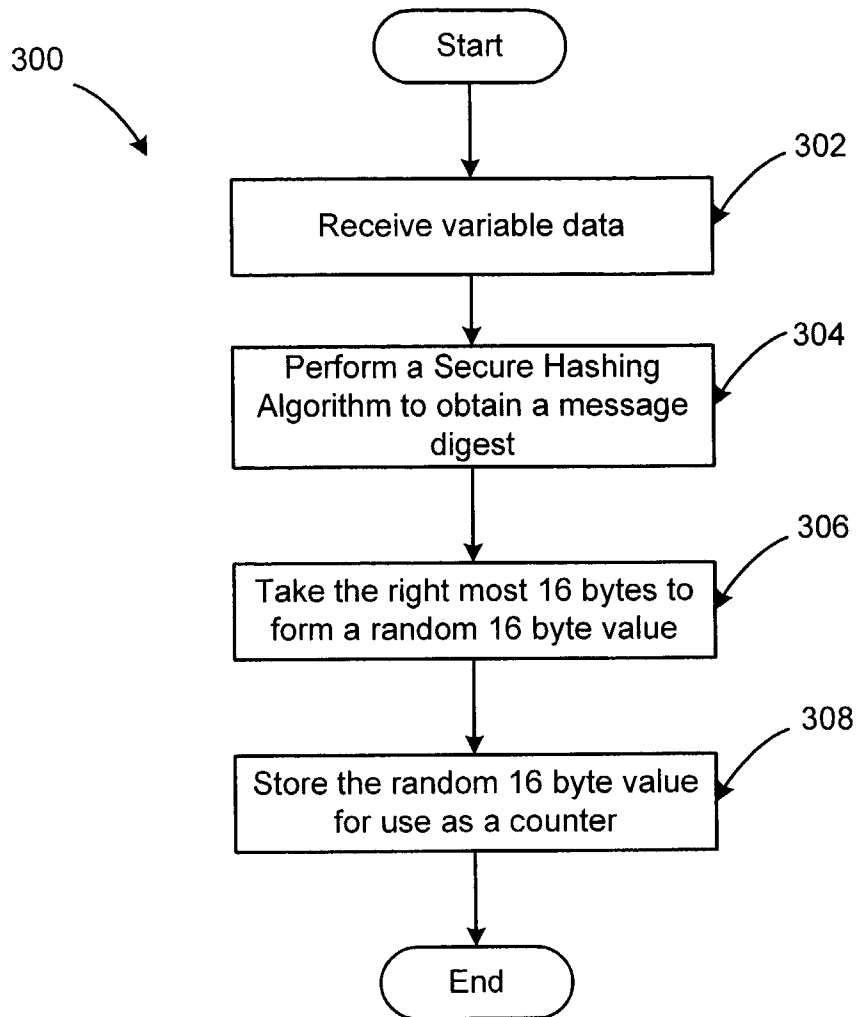 Start
300
302
Receive variable data
304
Perform a Secure Hashing
Algorithm to obtain a message
digest
306
Take the right most 16 bytes to
form a random 16 byte value
308
Store the random 16 byte value
for use as a counter
End